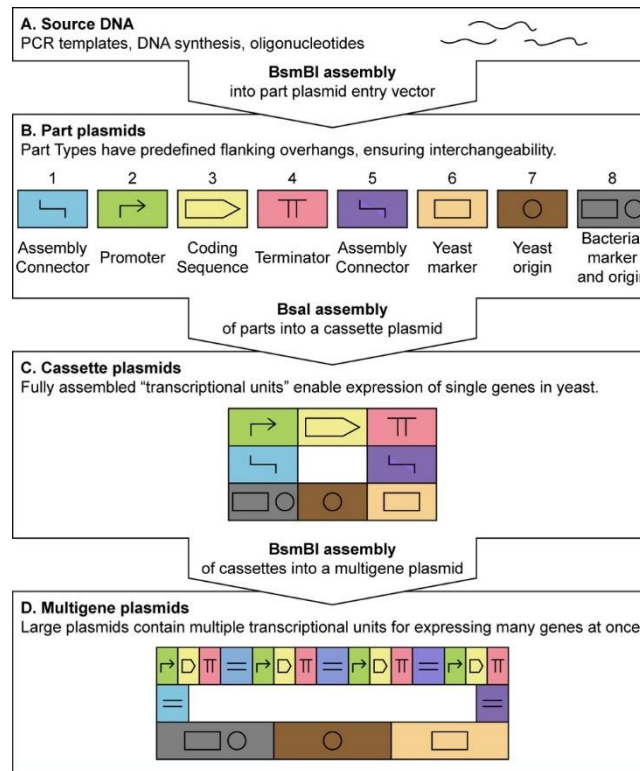 A. Source DNA
PCR templates, DNA synthesis, oligonucleotides
BsmBI assembly
into part plasmid entry vector
B. Part plasmids
Part Types have predefined flanking overhangs, ensuring interchangeability.
1 2 3 4 5 6 7 8
Assembly Connector
Promoter
Coding Sequence
Terminator
Assembly Connector
Yeast marker
Yeast origin
Bacterial marker and origin
BsaI assembly
of parts into a cassette plasmid
C. Cassette plasmids
Fully assembled “transcriptional units” enable expression of single genes in yeast.
BsmBI assembly
of cassettes into a multigene plasmid
D. Multigene plasmids
Large plasmids contain multiple transcriptional units for expressing many genes at once